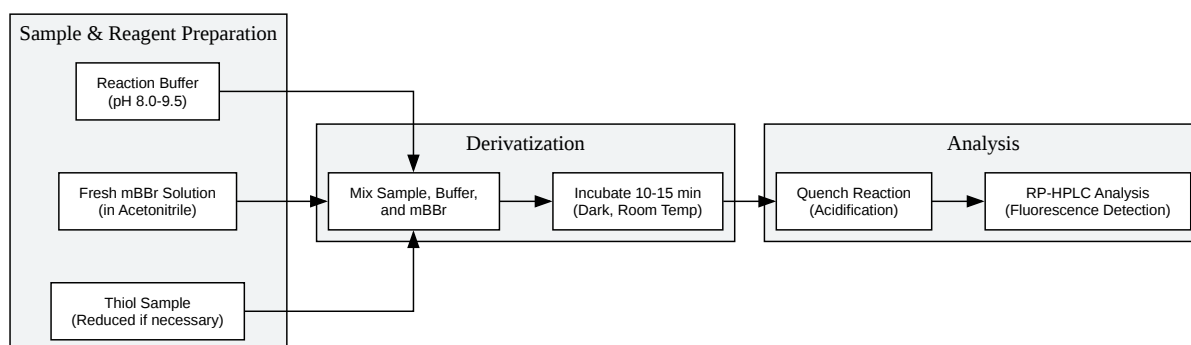 Sample & Reagent Preparation
Reaction Buffer
(pH 8.0-9.5)
Fresh mBBr Solution
(in Acetonitrile)
Thiol Sample
(Reduced if necessary)
Derivatization
Mix Sample, Buffer,
and mBBr
Incubate 10-15 min
(Dark, Room Temp)
Analysis
Quench Reaction
(Acidification)
RP-HPLC Analysis
(Fluorescence Detection)